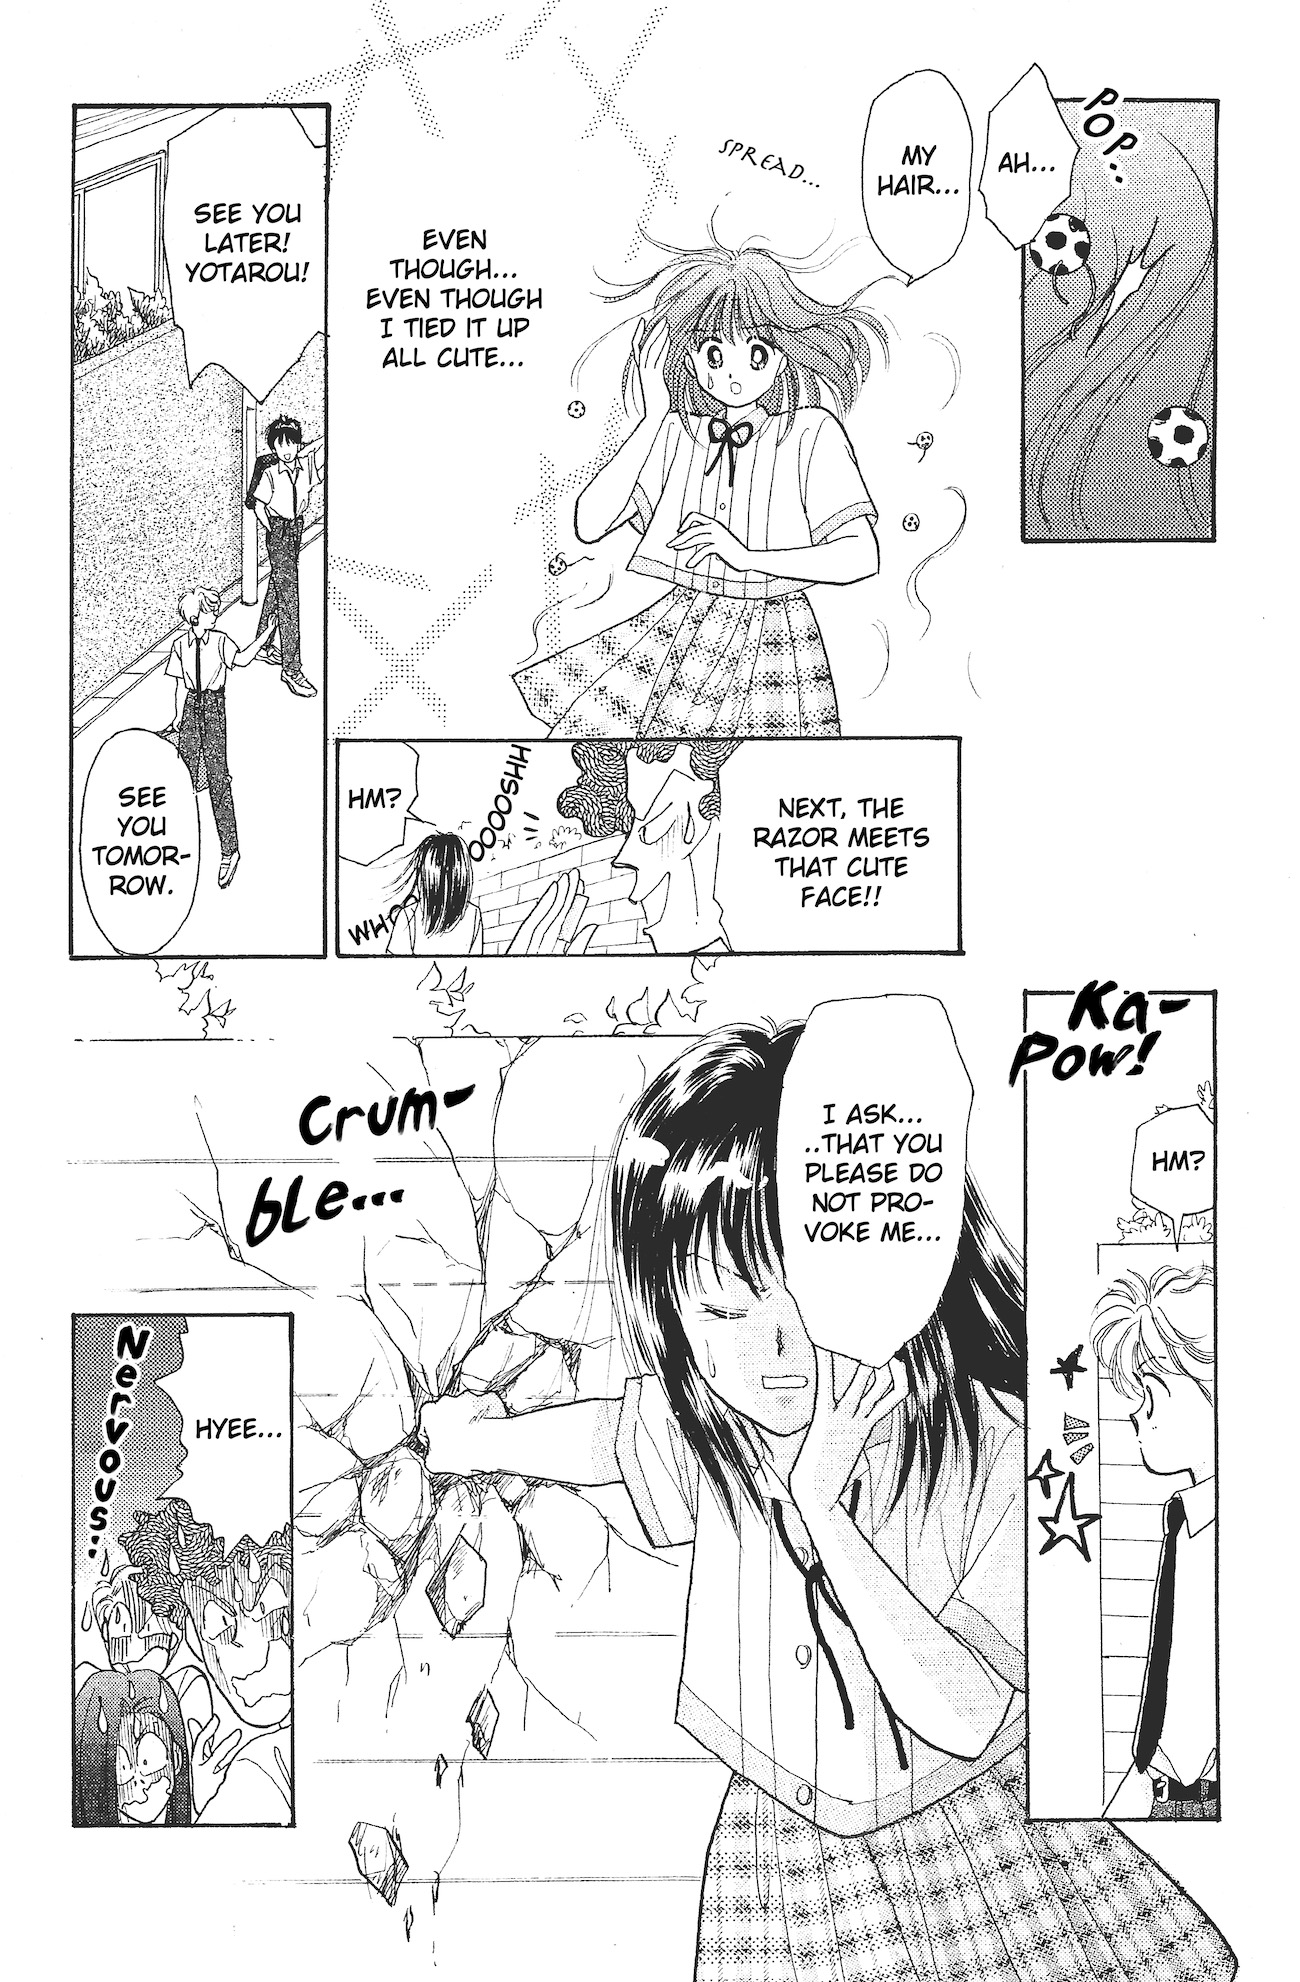 POP..
AH...
MY
HAIR...
SPREAD...
EVEN
THOUGH...
EVEN THOUGH
I TIED IT UP
ALL CUTE...
SEE YOU
LATER!
YOTAROU!
SEE
YOU
TOMOR-
ROW.
NEXT, THE
RAZOR MEETS
THAT CUTE
FACE!!
WHOOOOOSHH
HM?
Ka-
Pow!
HM?
I ASK...
..THAT YOU
PLEASE DO
NOT PRO-
VOKE ME...
Crum-
ble...
HYEE...
Nervous..